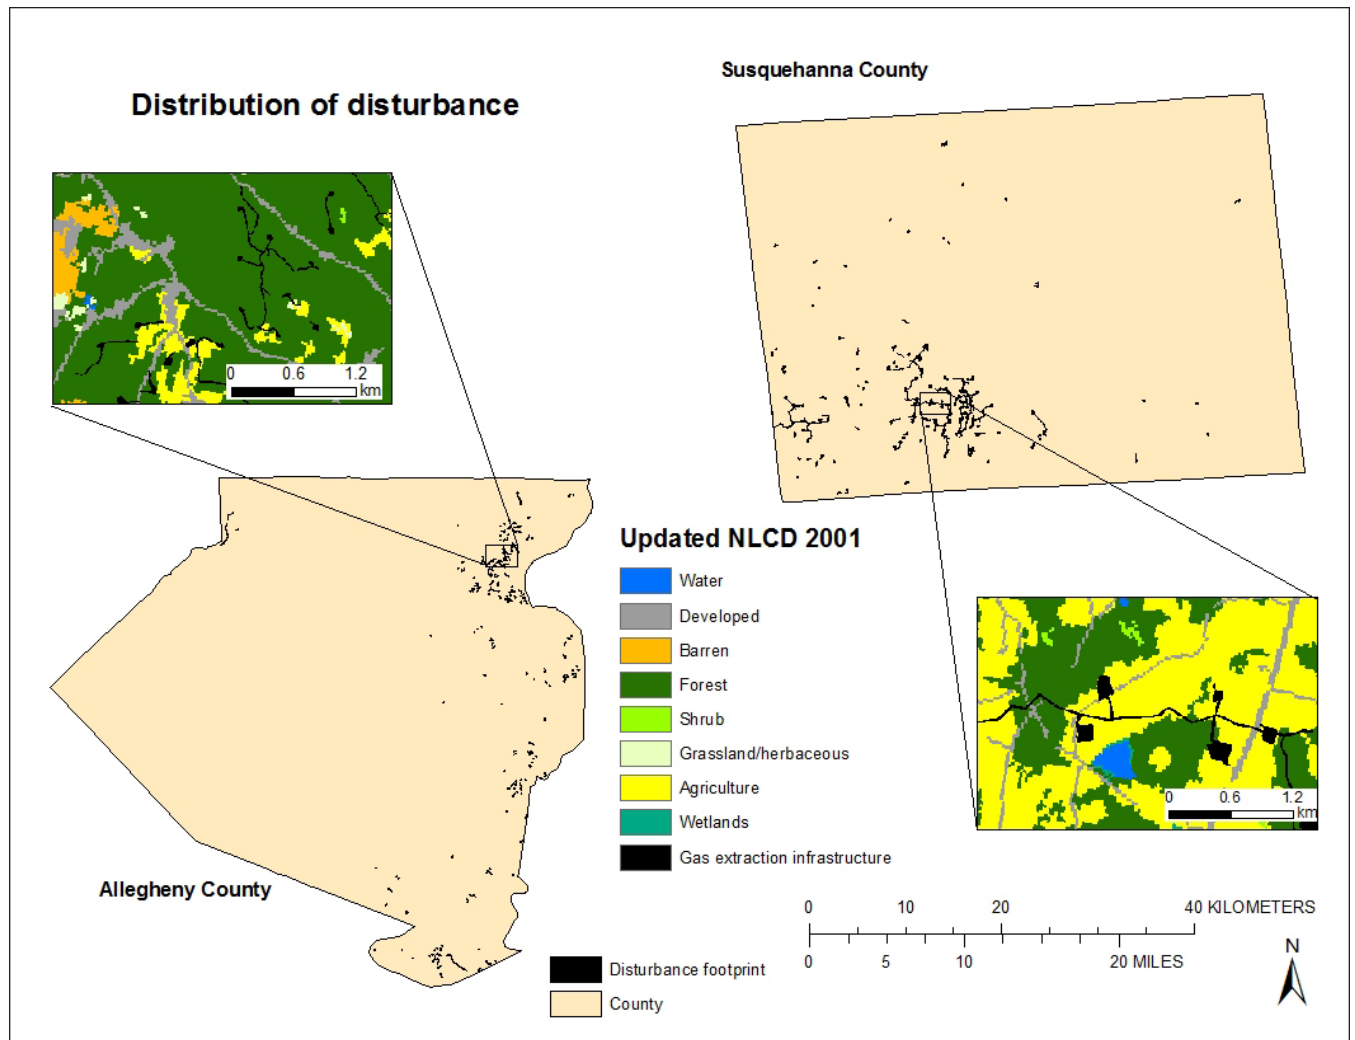 Susquehanna County
Distribution of disturbance
0 0.6 1.2
km
Updated NLCD 2001
Water
Developed
Barren
Forest
Shrub
Grassland/herbaceous
Agriculture
Wetlands
Gas extraction infrastructure
0 0.6 1.2
km
Allegheny County
0 10 20 40 KILOMETERS
0 5 10 20 MILES
N
Disturbance footprint
County